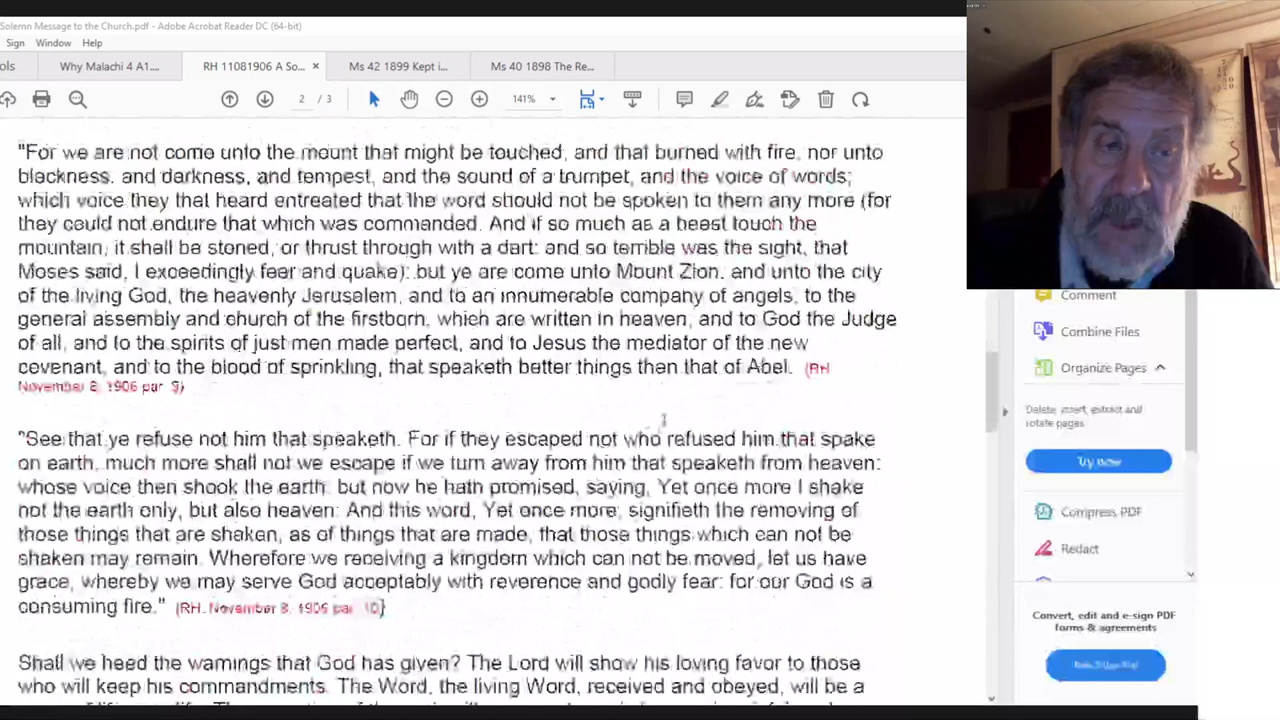 Solemn Message to the Church.pdf - Adobe Acrobat Reader DC (64-bit)
Sign Window Help
ols Why Malachi 4 A1.... RH 11081906 A So... × Ms 42 1899 Kept i... Ms 40 1898 The Re...
2 / 3 141%
"For we are not come unto the mount that might be touched, and that burned with fire, nor unto
blackness. and darkness, and tempest, and the sound of a trumpet, and the voice of words;
which voice they that heard entreated that the word should not be spoken to them any more (for
they could not endure that which was commanded. And if so much as a beast touch the
mountain, it shall be stoned, or thrust through with a dart: and so terrible was the sight, that
Moses said, I exceedingly fear and quake): but ye are come unto Mount Zion. and unto the city
of the living God, the heavenly Jerusalem, and to an innumerable company of angels, to the
general assembly and church of the firstborn, which are written in heaven, and to God the Judge
of all, and to the spirits of just men made perfect, and to Jesus the mediator of the new
covenant, and to the blood of sprinkling, that speaketh better things then that of Abel. (RH
November 8, 1906 par. 9)
"See that ye refuse not him that speaketh. For if they escaped not who refused him that spake
on earth, much more shall not we escape if we turn away from him that speaketh from heaven:
whose voice then shook the earth: but now he hath promised, saying, Yet once more I shake
not the earth only, but also heaven: And this word, Yet once more, signifieth the removing of
those things that are shaken, as of things that are made, that those things which can not be
shaken may remain. Wherefore we receiving a kingdom which can not be moved, let us have
grace, whereby we may serve God acceptably with reverence and godly fear: for our God is a
consuming fire." (RH, November 8, 1906 par. 10)
Shall we heed the warnings that God has given? The Lord will show his loving favor to those
who will keep his commandments. The Word, the living Word, received and obeyed, will be a
Comment
Combine Files
Organize Pages
Delete, insert, extract and
rotate pages.
Try now
Compress PDF
Redact
Convert, edit and e-sign PDF
forms & agreements